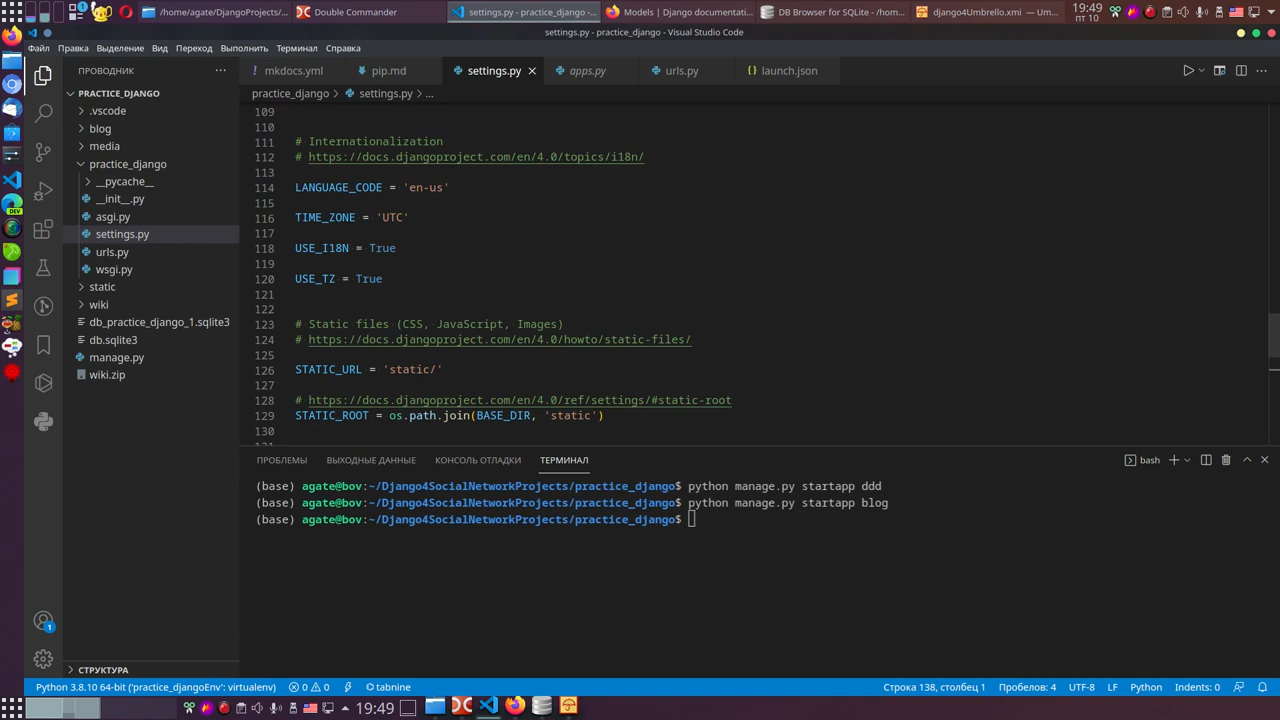 /home/agate/DjangoProjects/...
Double Command
settings.py - practice_django -...
Models | Django documentati...
DB Browser for SQLite - /hom...
django4Umbrello.xmi — Um...
19:49
пт 10
settings.py - practice_django - Visual Studio Code
Файл Правка Выделение Вид Переход Выполнить Терминал Справка
ПРОВОДНИК
mkdocs.yml pip.md settings.py apps.py urls.py launch.json
PRACTICE_DJANGO
practice_django > settings.py > ...
.vscode
blog
media
practice_django
__pycache__
__init__.py
asgi.py
settings.py
urls.py
wsgi.py
static
wiki
db_practice_django_1.sqlite3
db.sqlite3
manage.py
wiki.zip
109
110
111 # Internationalization
112 # https://docs.djangoproject.com/en/4.0/topics/i18n/
113
114 LANGUAGE_CODE = 'en-us'
115
116 TIME_ZONE = 'UTC'
117
118 USE_I18N = True
119
120 USE_TZ = True
121
122
123 # Static files (CSS, JavaScript, Images)
124 # https://docs.djangoproject.com/en/4.0/howto/static-files/
125
126 STATIC_URL = 'static/'
127
128 # https://docs.djangoproject.com/en/4.0/ref/settings/#static-root
129 STATIC_ROOT = os.path.join(BASE_DIR, 'static')
130
ПРОБЛЕМЫ ВЫХОДНЫЕ ДАННЫЕ КОНСОЛЬ ОТЛАДКИ ТЕРМИНАЛ
bash
(base) agate@bov:~/Django4SocialNetworkProjects/practice_django$ python manage.py startapp ddd
(base) agate@bov:~/Django4SocialNetworkProjects/practice_django$ python manage.py startapp blog
(base) agate@bov:~/Django4SocialNetworkProjects/practice_django$
СТРУКТУРА
Python 3.8.10 64-bit ('practice_djangoEnv': virtualenv) 0 0 tabnine
Строка 138, столбец 1 Пробелов: 4 UTF-8 LF Python Indents: 0
19:49